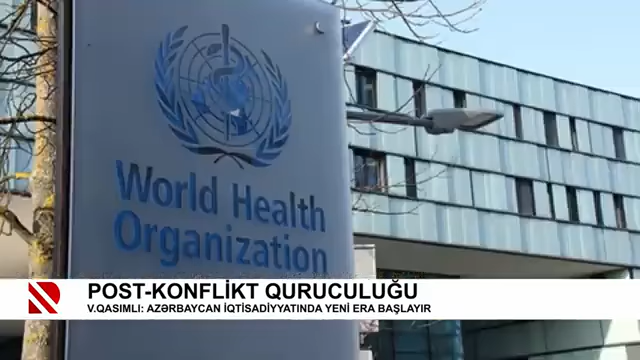 World Health
Organization
POST-KONFLİKT QURUCULUĞU
V.QASIMLI: AZƏRBAYCAN İQTİSADİYYATINDA YENİ ERA BAŞLAYIR